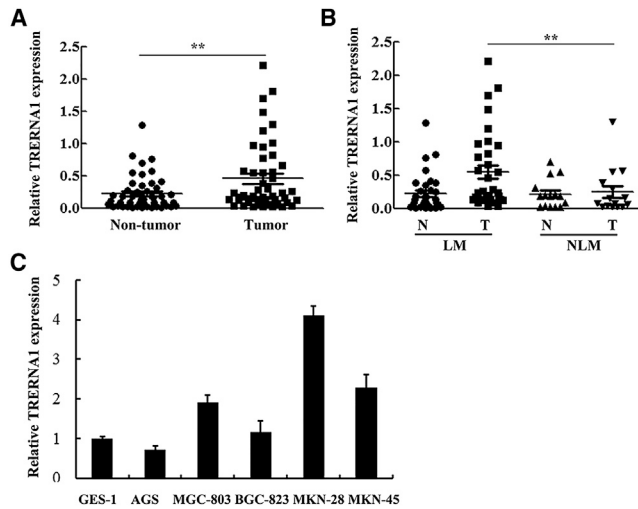 A
Relative TRERNA1 expression
2.5
2.0
1.5
1.0
0.5
0.0
**
Non-tumor Tumor
B
Relative TRERNA1 expression
2.5
2.0
1.5
1.0
0.5
0.0
**
N T N T
LM NLM
C
Relative TRERNA1 expression
5
4
3
2
1
0
GES-1 AGS MGC-803 BGC-823 MKN-28 MKN-45